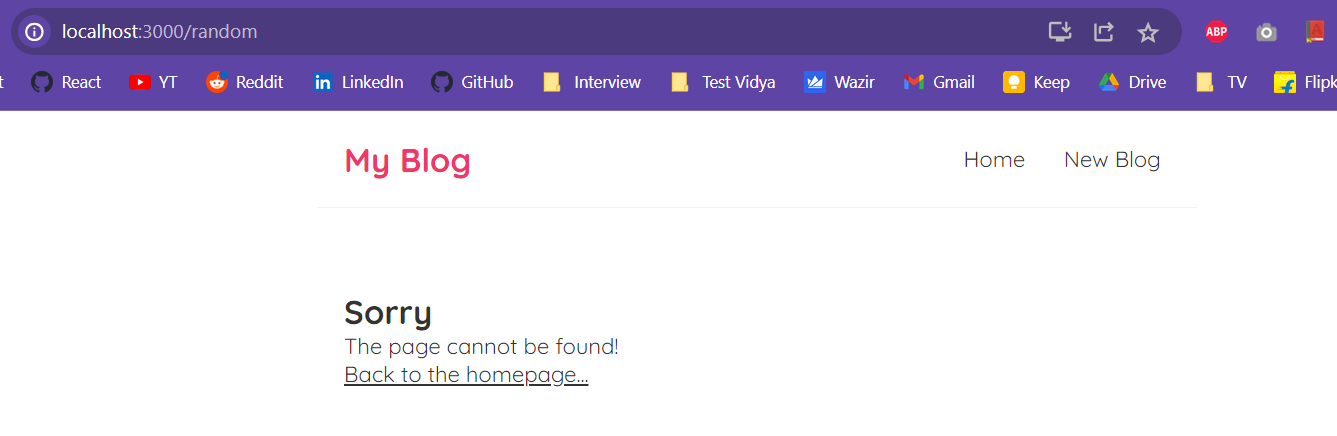 localhost:3000/random
ABP
t React YT Reddit LinkedIn GitHub Interview Test Vidya Wazir Gmail Keep Drive TV Flipk
My Blog Home New Blog
Sorry
The page cannot be found!
Back to the homepage...